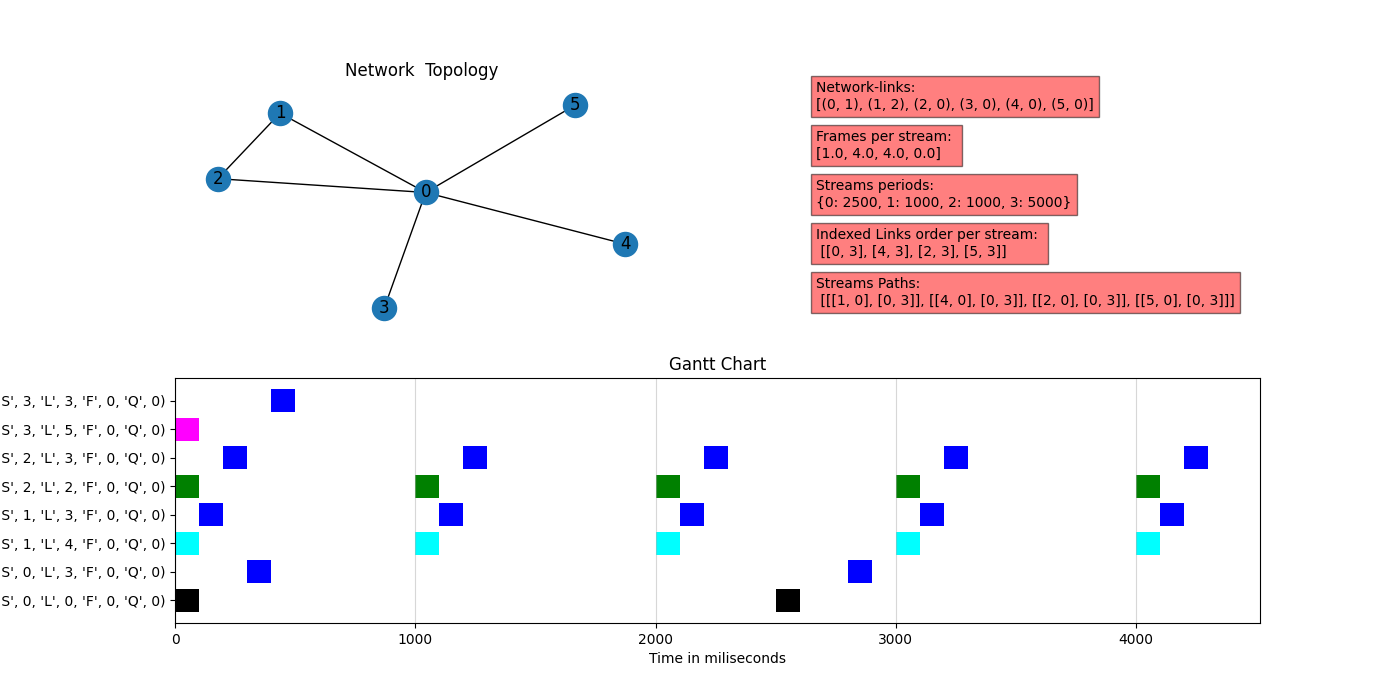 Network  Topology
1
5
2
0
4
3
Network-links:
[(0, 1), (1, 2), (2, 0), (3, 0), (4, 0), (5, 0)]
Frames per stream:
[1.0, 4.0, 4.0, 0.0]
Streams periods:
{0: 2500, 1: 1000, 2: 1000, 3: 5000}
Indexed Links order per stream:
[[0, 3], [4, 3], [2, 3], [5, 3]]
Streams Paths:
[[[1, 0], [0, 3]], [[4, 0], [0, 3]], [[2, 0], [0, 3]], [[5, 0], [0, 3]]]
Gantt Chart
S', 3, 'L', 3, 'F', 0, 'Q', 0)
S', 3, 'L', 5, 'F', 0, 'Q', 0)
S', 2, 'L', 3, 'F', 0, 'Q', 0)
S', 2, 'L', 2, 'F', 0, 'Q', 0)
S', 1, 'L', 3, 'F', 0, 'Q', 0)
S', 1, 'L', 4, 'F', 0, 'Q', 0)
S', 0, 'L', 3, 'F', 0, 'Q', 0)
S', 0, 'L', 0, 'F', 0, 'Q', 0)
0 1000 2000 3000 4000
Time in miliseconds